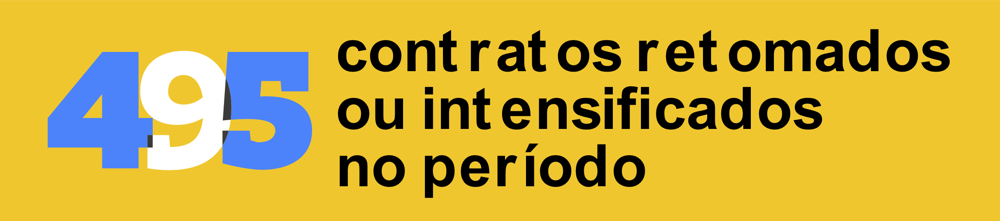 495
contratos retomados
ou intensificados
no período